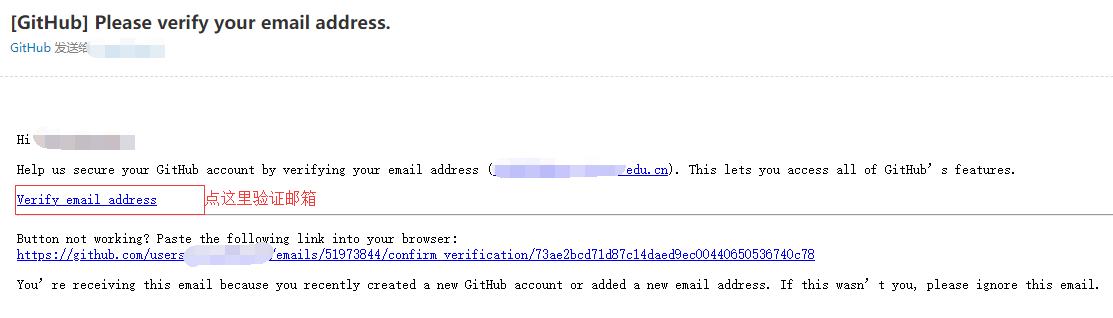 [GitHub] Please verify your email address.
GitHub 发送给
Hi
Help us secure your GitHub account by verifying your email address ( edu.cn). This lets you access all of GitHub’s features.
Verify email address 点这里验证邮箱
Button not working? Paste the following link into your browser:
https://github.com/users /emails/51973844/confirm_verification/73ae2bcd71d87c14daed9ec00440650536740c78
You’re receiving this email because you recently created a new GitHub account or added a new email address. If this wasn’t you, please ignore this email.